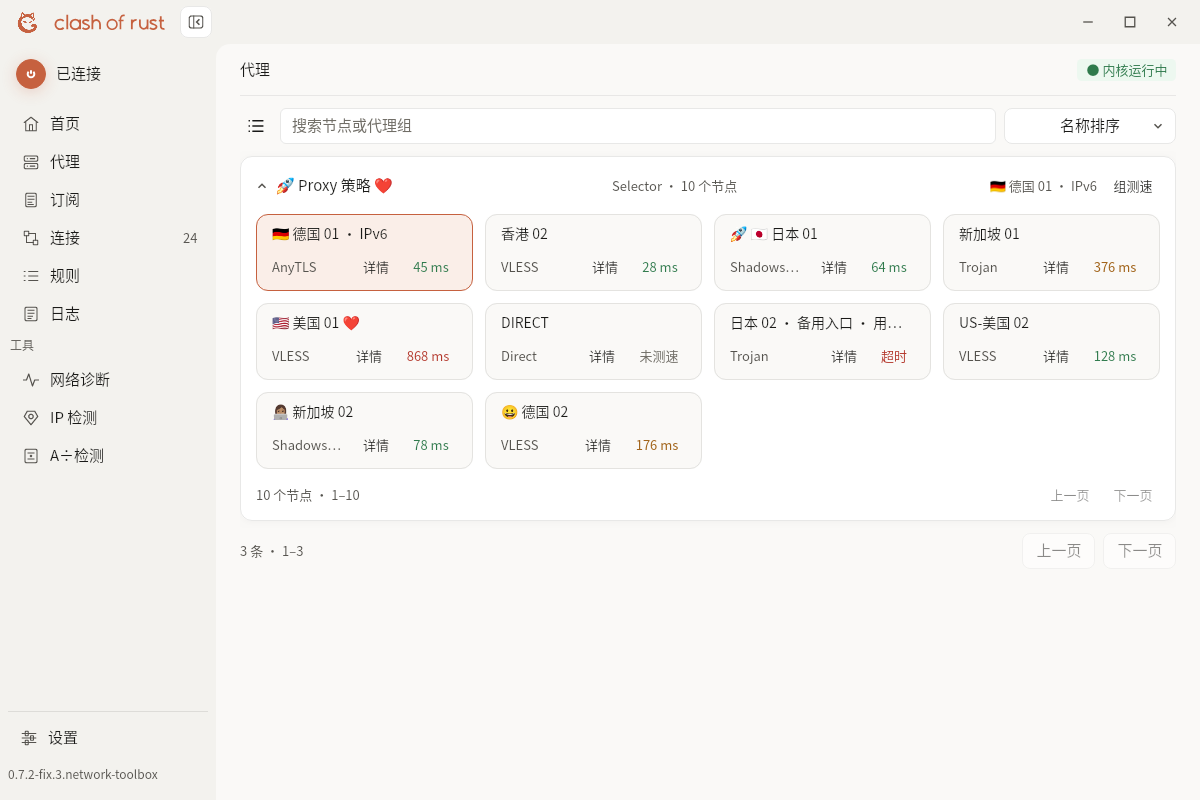 clash of rust
已连接
首页
代理
订阅
连接 24
规则
日志
工具
网络诊断
IP 检测
A÷检测
设置
0.7.2-fix.3.network-toolbox
代理
内核运行中
搜索节点或代理组
名称排序
🚀 Proxy 策略 ❤️ Selector · 10 个节点 🇩🇪 德国 01 · IPv6 组测速
🇩🇪 德国 01 · IPv6
AnyTLS 详情 45 ms
香港 02
VLESS 详情 28 ms
🚀 🇯🇵 日本 01
Shadows… 详情 64 ms
新加坡 01
Trojan 详情 376 ms
🇺🇸 美国 01 ❤️
VLESS 详情 868 ms
DIRECT
Direct 详情 未测速
日本 02 · 备用入口 · 用…
Trojan 详情 超时
US-美国 02
VLESS 详情 128 ms
👩🏽‍💻 新加坡 02
Shadows… 详情 78 ms
😀 德国 02
VLESS 详情 176 ms
10 个节点 · 1–10 上一页 下一页
3 条 · 1–3 上一页 下一页